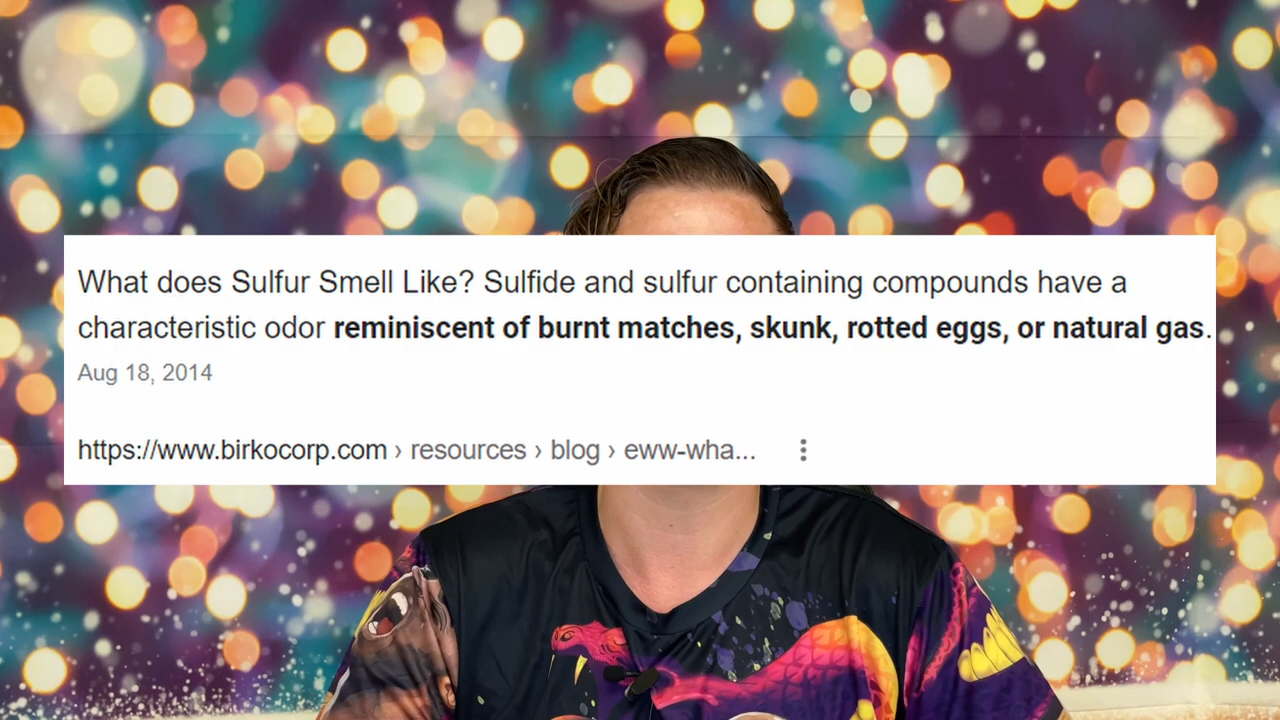 What does Sulfur Smell Like? Sulfide and sulfur containing compounds have a
characteristic odor reminiscent of burnt matches, skunk, rotted eggs, or natural gas.
Aug 18, 2014
https://www.birkocorp.com › resources › blog › eww-wha...